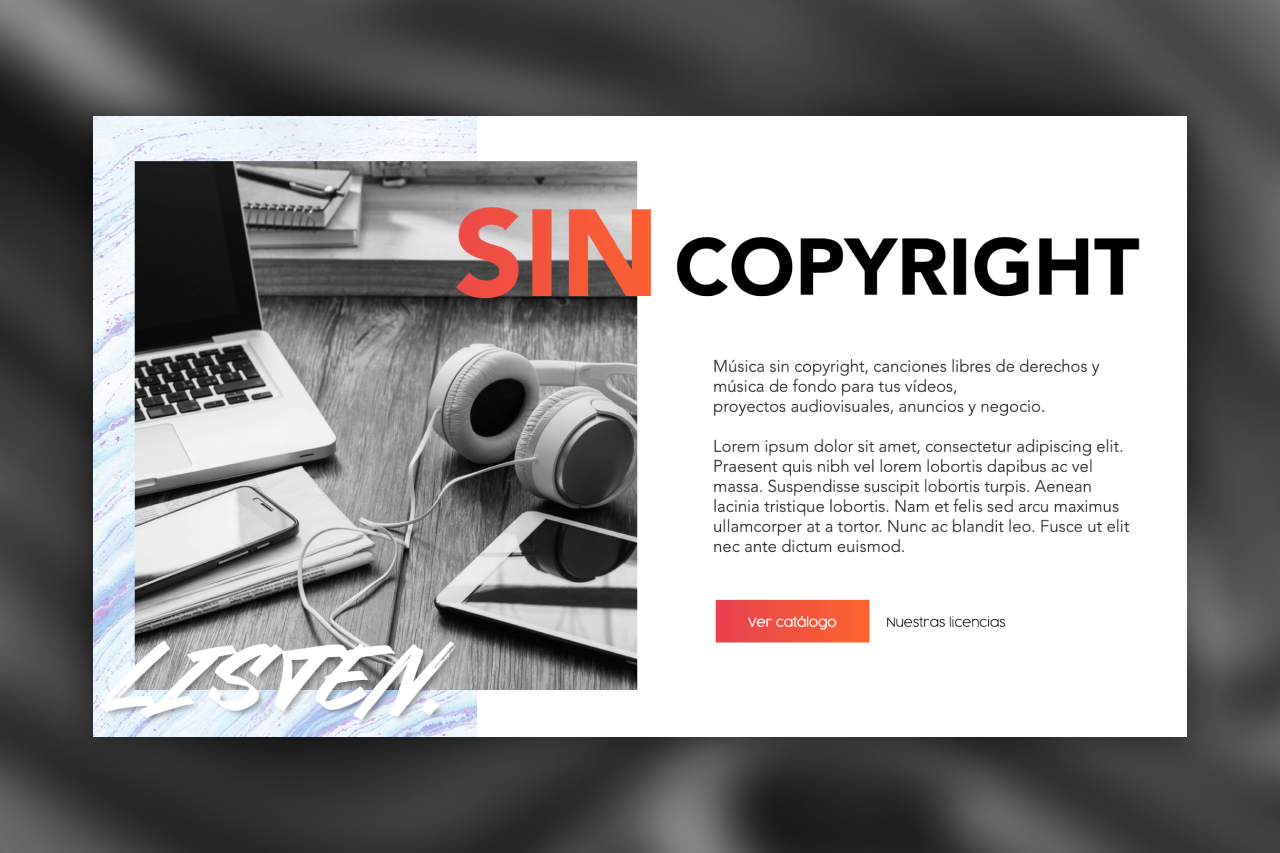 SIN COPYRIGHT
Música sin copyright, canciones libres de derechos y
música de fondo para tus vídeos,
proyectos audiovisuales, anuncios y negocio.
Lorem ipsum dolor sit amet, consectetur adipiscing elit.
Praesent quis nibh vel lorem lobortis dapibus ac vel
massa. Suspendisse suscipit lobortis turpis. Aenean
lacinia tristique lobortis. Nam et felis sed arcu maximus
ullamcorper at a tortor. Nunc ac blandit leo. Fusce ut elit
nec ante dictum euismod.
Ver catálogo
Nuestras licencias
LISTEN.